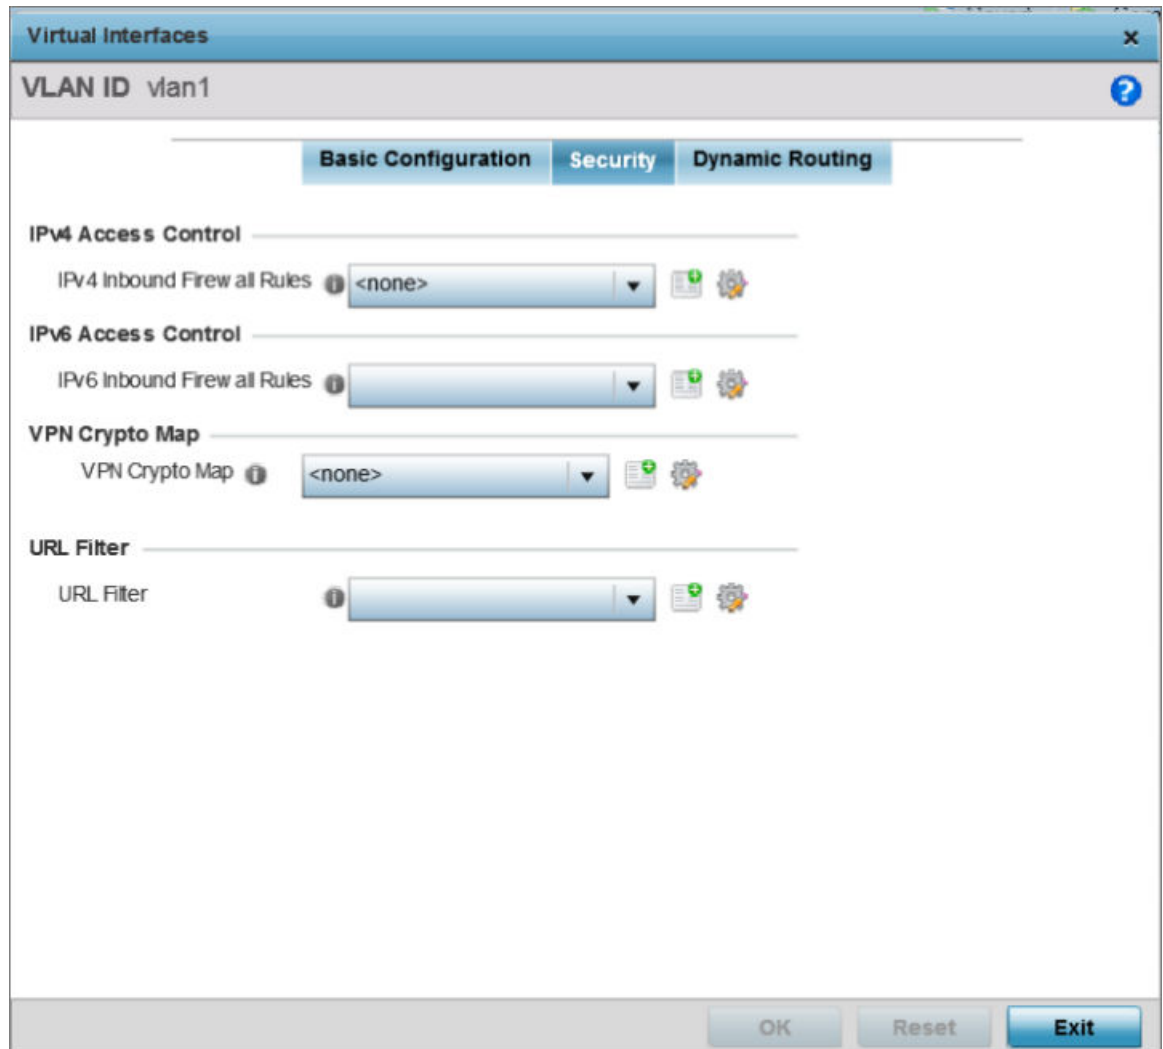 Virtual Interfaces
VLAN ID vlan1
Basic Configuration Security Dynamic Routing
IPv4 Access Control
IPv4 Inbound Firewall Rules <none>
IPv6 Access Control
IPv6 Inbound Firewall Rules
VPN Crypto Map
VPN Crypto Map <none>
URL Filter
URL Filter
OK Reset Exit